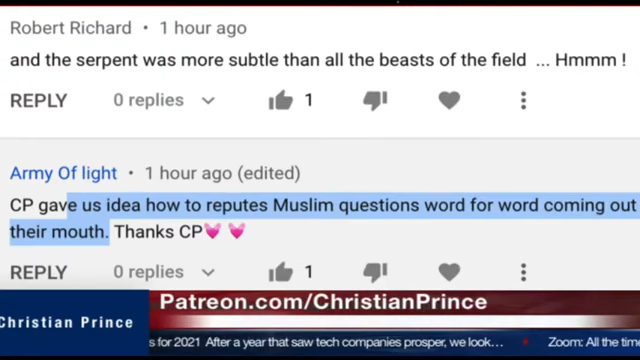 Robert Richard • 1 hour ago
and the serpent was more subtle than all the beasts of the field ... Hmmm !
REPLY 0 replies 1
Army Of light • 1 hour ago (edited)
CP gave us idea how to reputes Muslim questions word for word coming out
their mouth. Thanks CP💓 💓
REPLY 0 replies 1
Patreon.com/ChristianPrince
Christian Prince
s for 2021 After a year that saw tech companies prosper, we look... • Zoom: All the time